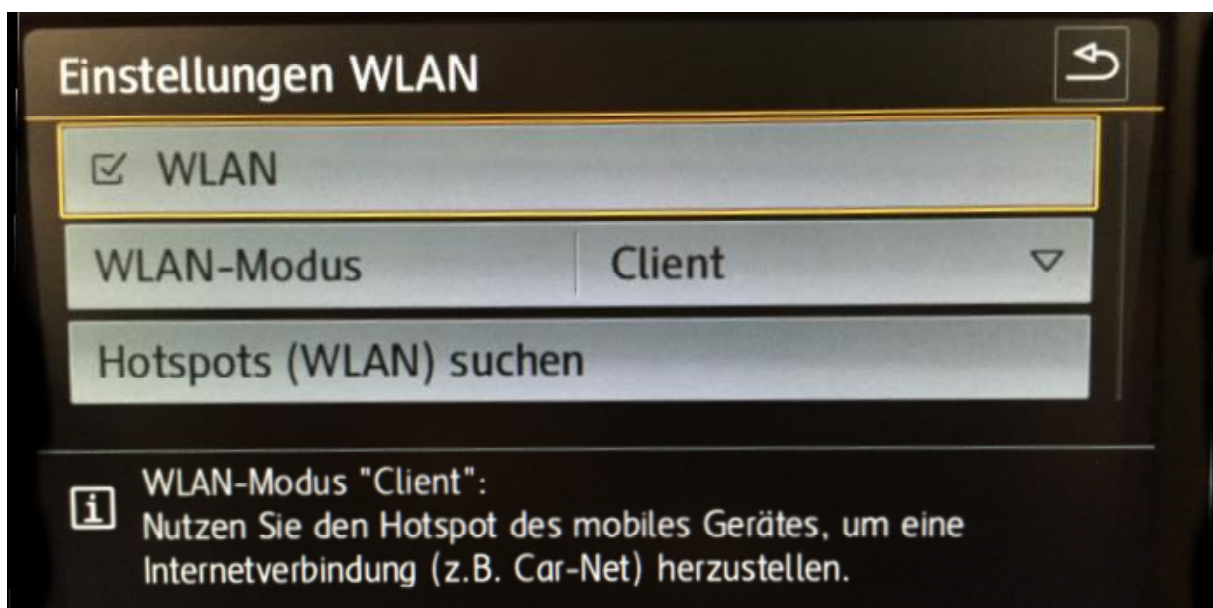 Einstellungen WLAN
WLAN
WLAN-Modus Client
Hotspots (WLAN) suchen
WLAN-Modus "Client":
Nutzen Sie den Hotspot des mobiles Gerätes, um eine
Internetverbindung (z.B. Car-Net) herzustellen.